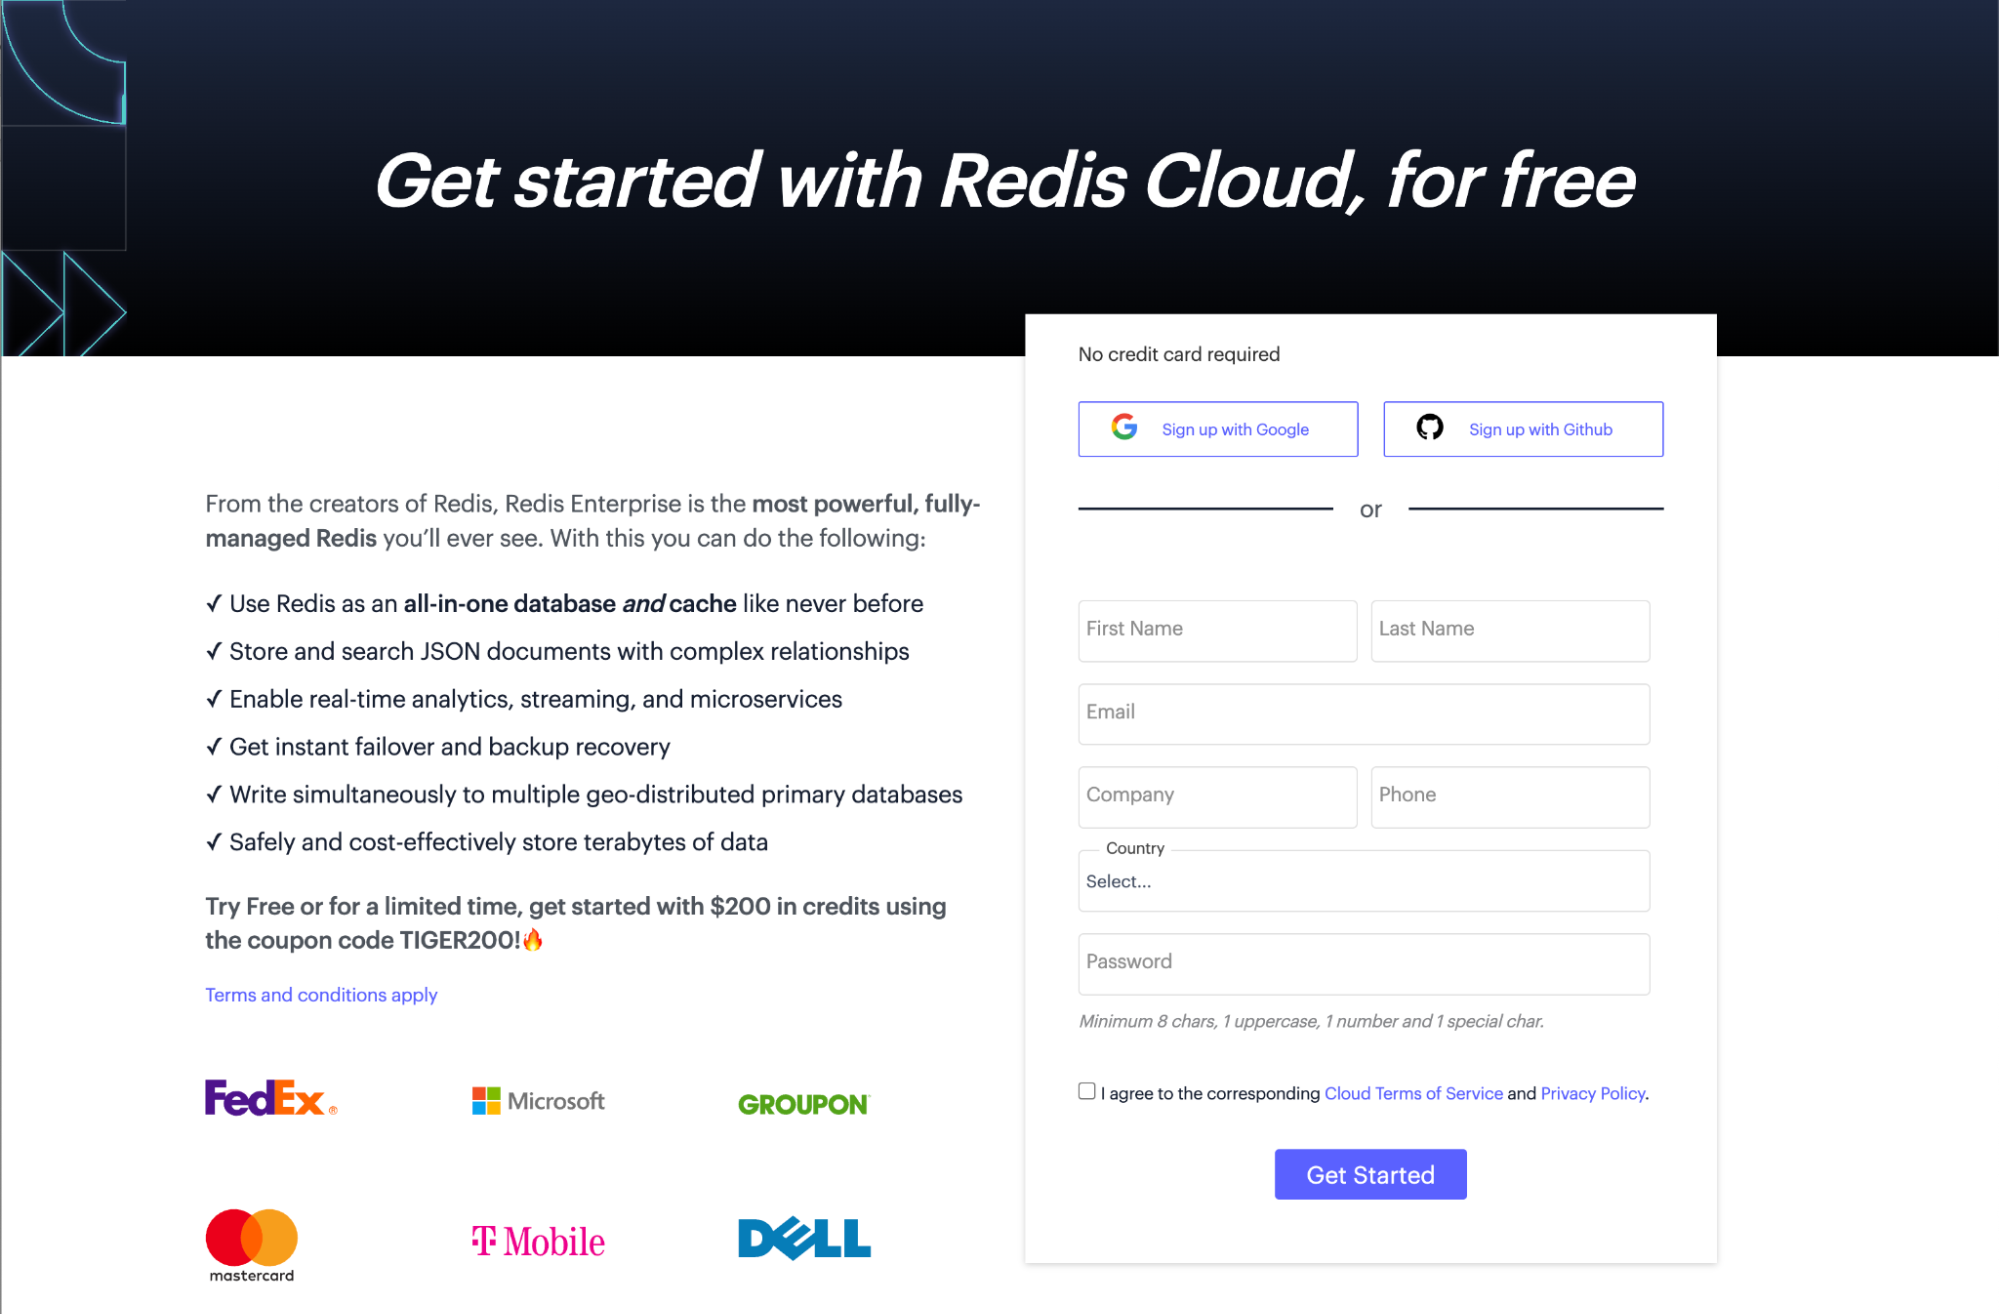 Get started with Redis Cloud, for free
No credit card required
Sign up with Google
Sign up with Github
or
First Name
Last Name
Email
Company
Phone
Country
Select...
Password
Minimum 8 chars, 1 uppercase, 1 number and 1 special char.
I agree to the corresponding Cloud Terms of Service and Privacy Policy.
Get Started
From the creators of Redis, Redis Enterprise is the most powerful, fully-
managed Redis you’ll ever see. With this you can do the following:
✓ Use Redis as an all-in-one database and cache like never before
✓ Store and search JSON documents with complex relationships
✓ Enable real-time analytics, streaming, and microservices
✓ Get instant failover and backup recovery
✓ Write simultaneously to multiple geo-distributed primary databases
✓ Safely and cost-effectively store terabytes of data
Try Free or for a limited time, get started with $200 in credits using
the coupon code TIGER200!🔥
Terms and conditions apply
FedEx®
Microsoft
GROUPON
mastercard
T Mobile
DELL